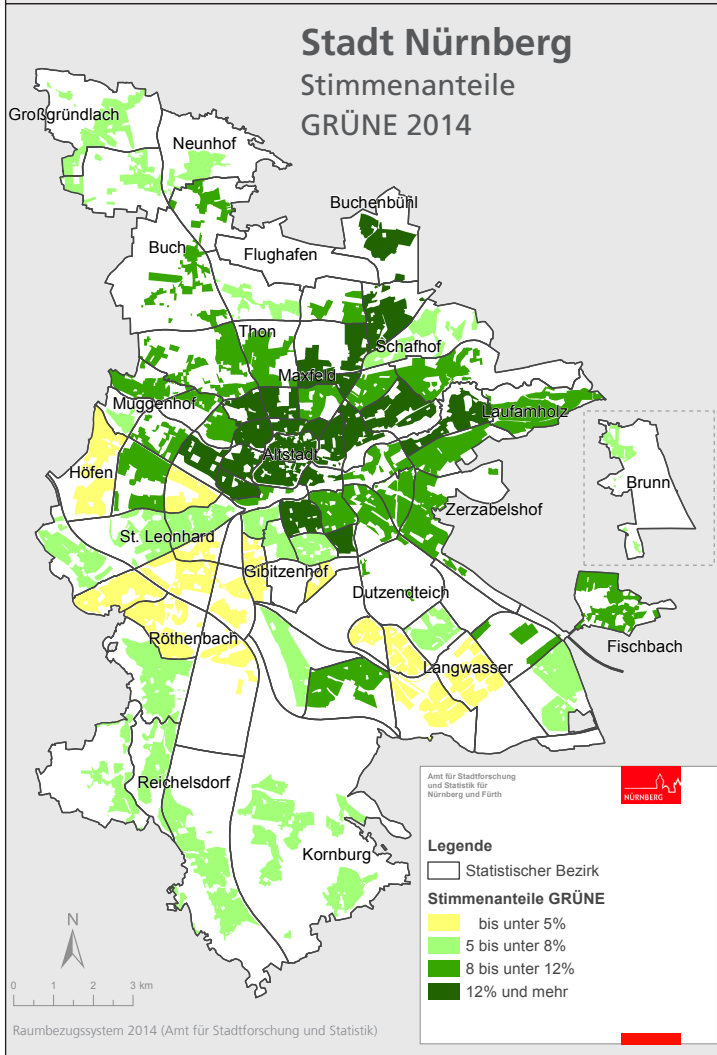 Stadt Nürnberg
Stimmenanteile
GRÜNE 2014
Großgründlach
Neunhof
Buchenbühl
Buch
Flughafen
Thon
Schafhof
Maxfeld
Muggenhof
Laufamholz
Altstadt
Höfen
Brunn
Zerzabelshof
St. Leonhard
Gibitzenhof
Dutzendteich
Röthenbach
Fischbach
Langwasser
Reichelsdorf
Kornburg
Amt für Stadtforschung
und Statistik für
Nürnberg und Fürth
NÜRNBERG
Legende
Statistischer Bezirk
Stimmenanteile GRÜNE
bis unter 5%
5 bis unter 8%
8 bis unter 12%
12% und mehr
N
0 1 2 3 km
Raumbezugssystem 2014 (Amt für Stadtforschung und Statistik)